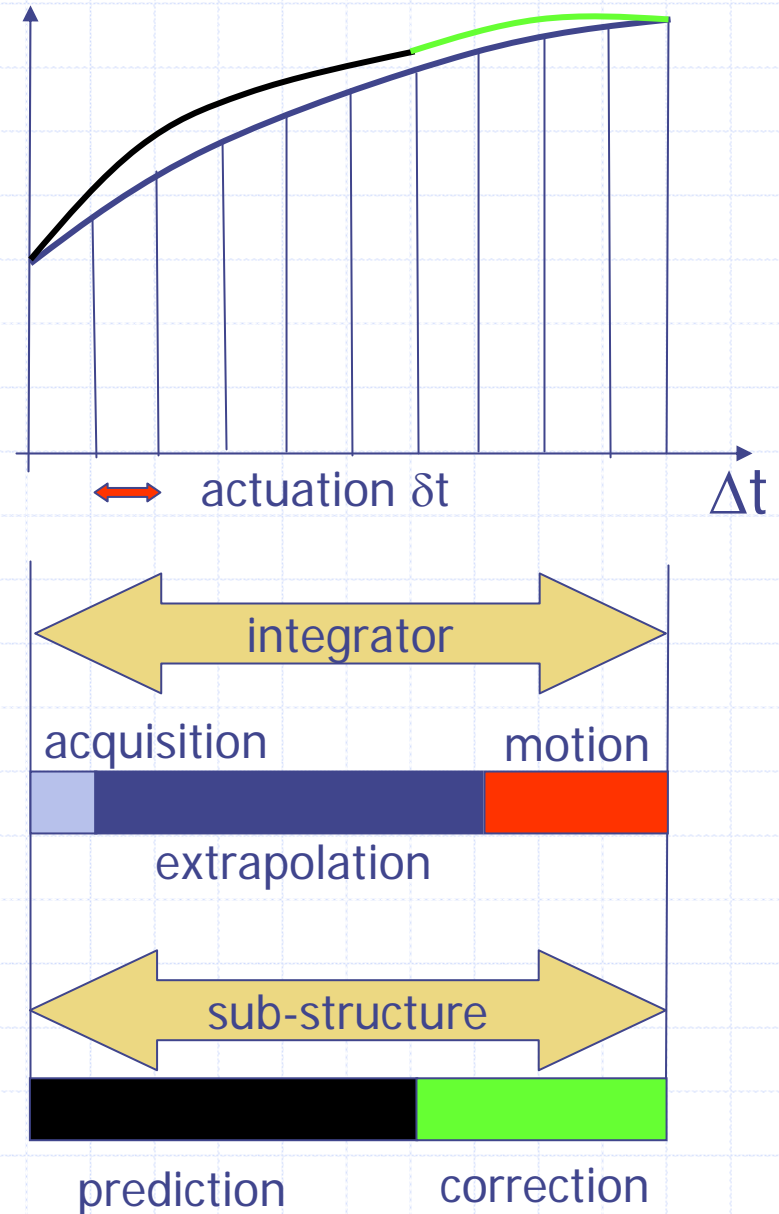 actuation δt
Δt
integrator
acquisition
motion
extrapolation
sub-structure
prediction
correction